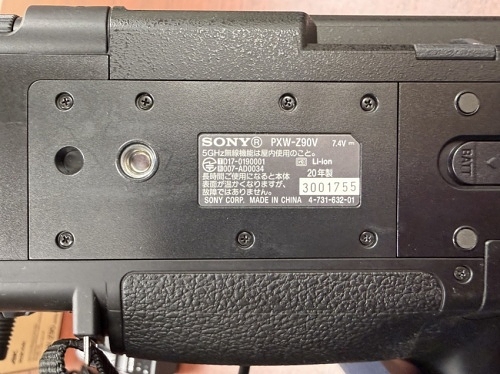 SONY® PXW-Z90V 7.4V ⎓
5GHz無線機能は屋内使用のこと。
R 017-0190001 Li-ion
T D07-AD0034
長時間ご使用になると本体 20年製
表面が温かくなりますが、
故障ではありません。 3001755
SONY CORP. MADE IN CHINA 4-731-632-01
BATT